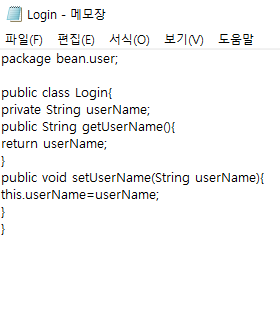 Login - 메모장
파일(F) 편집(E) 서식(O) 보기(V) 도움말
package bean.user;
public class Login{
private String userName;
public String getUserName(){
return userName;
}
public void setUserName(String userName){
this.userName=userName;
}
}